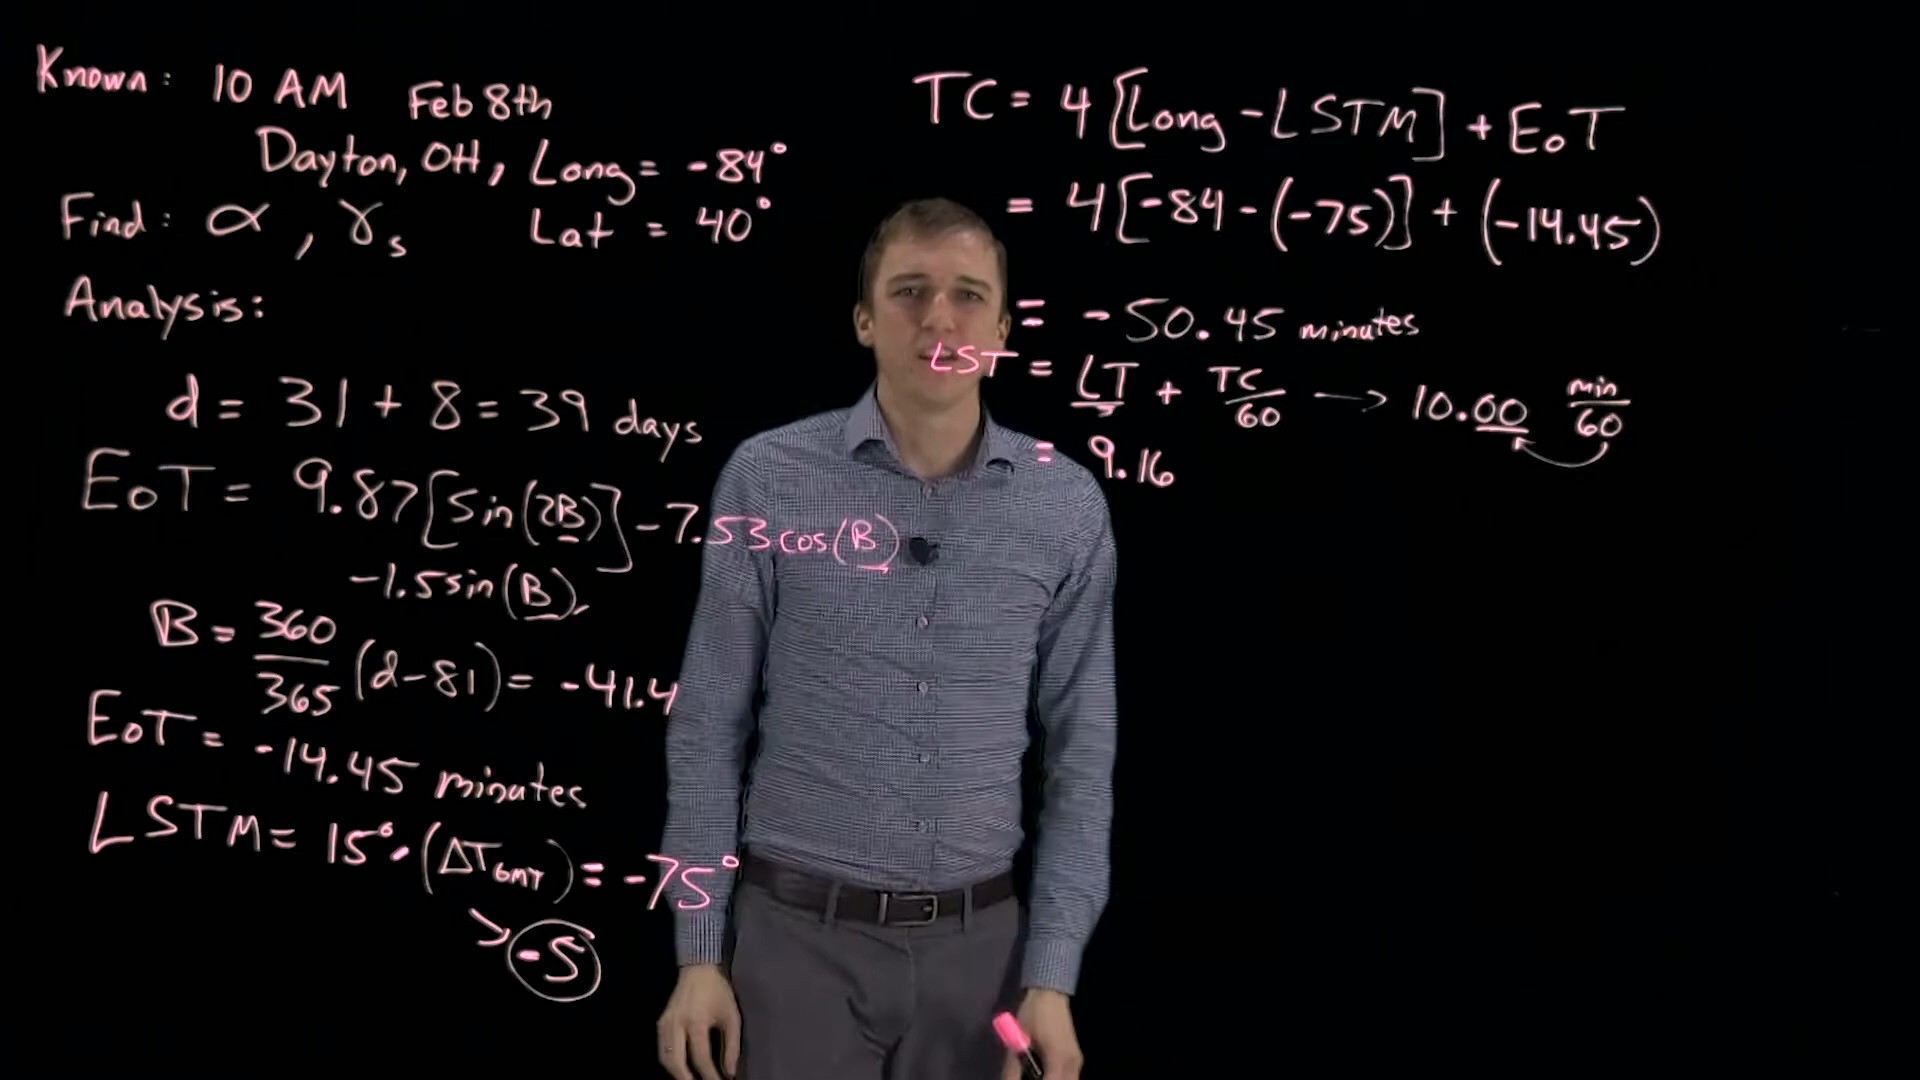 Known: 10 AM Feb 8th
Dayton, OH, Long = -84°
Find: α, γs Lat = 40°
Analysis:
d = 31 + 8 = 39 days
EoT = 9.87[Sin(2B)] - 7.53 cos(B)
-1.5 sin(B)
B = 360/365 (d-81) = -41.4
EoT = -14.45 minutes
LSTM = 15° · (ΔTGMT) = -75°
-5
TC = 4[Long - LSTM] + EoT
= 4[-84 - (-75)] + (-14.45)
= -50.45 minutes
LST = LT + TC/60 → 10.00 min/60
= 9.16